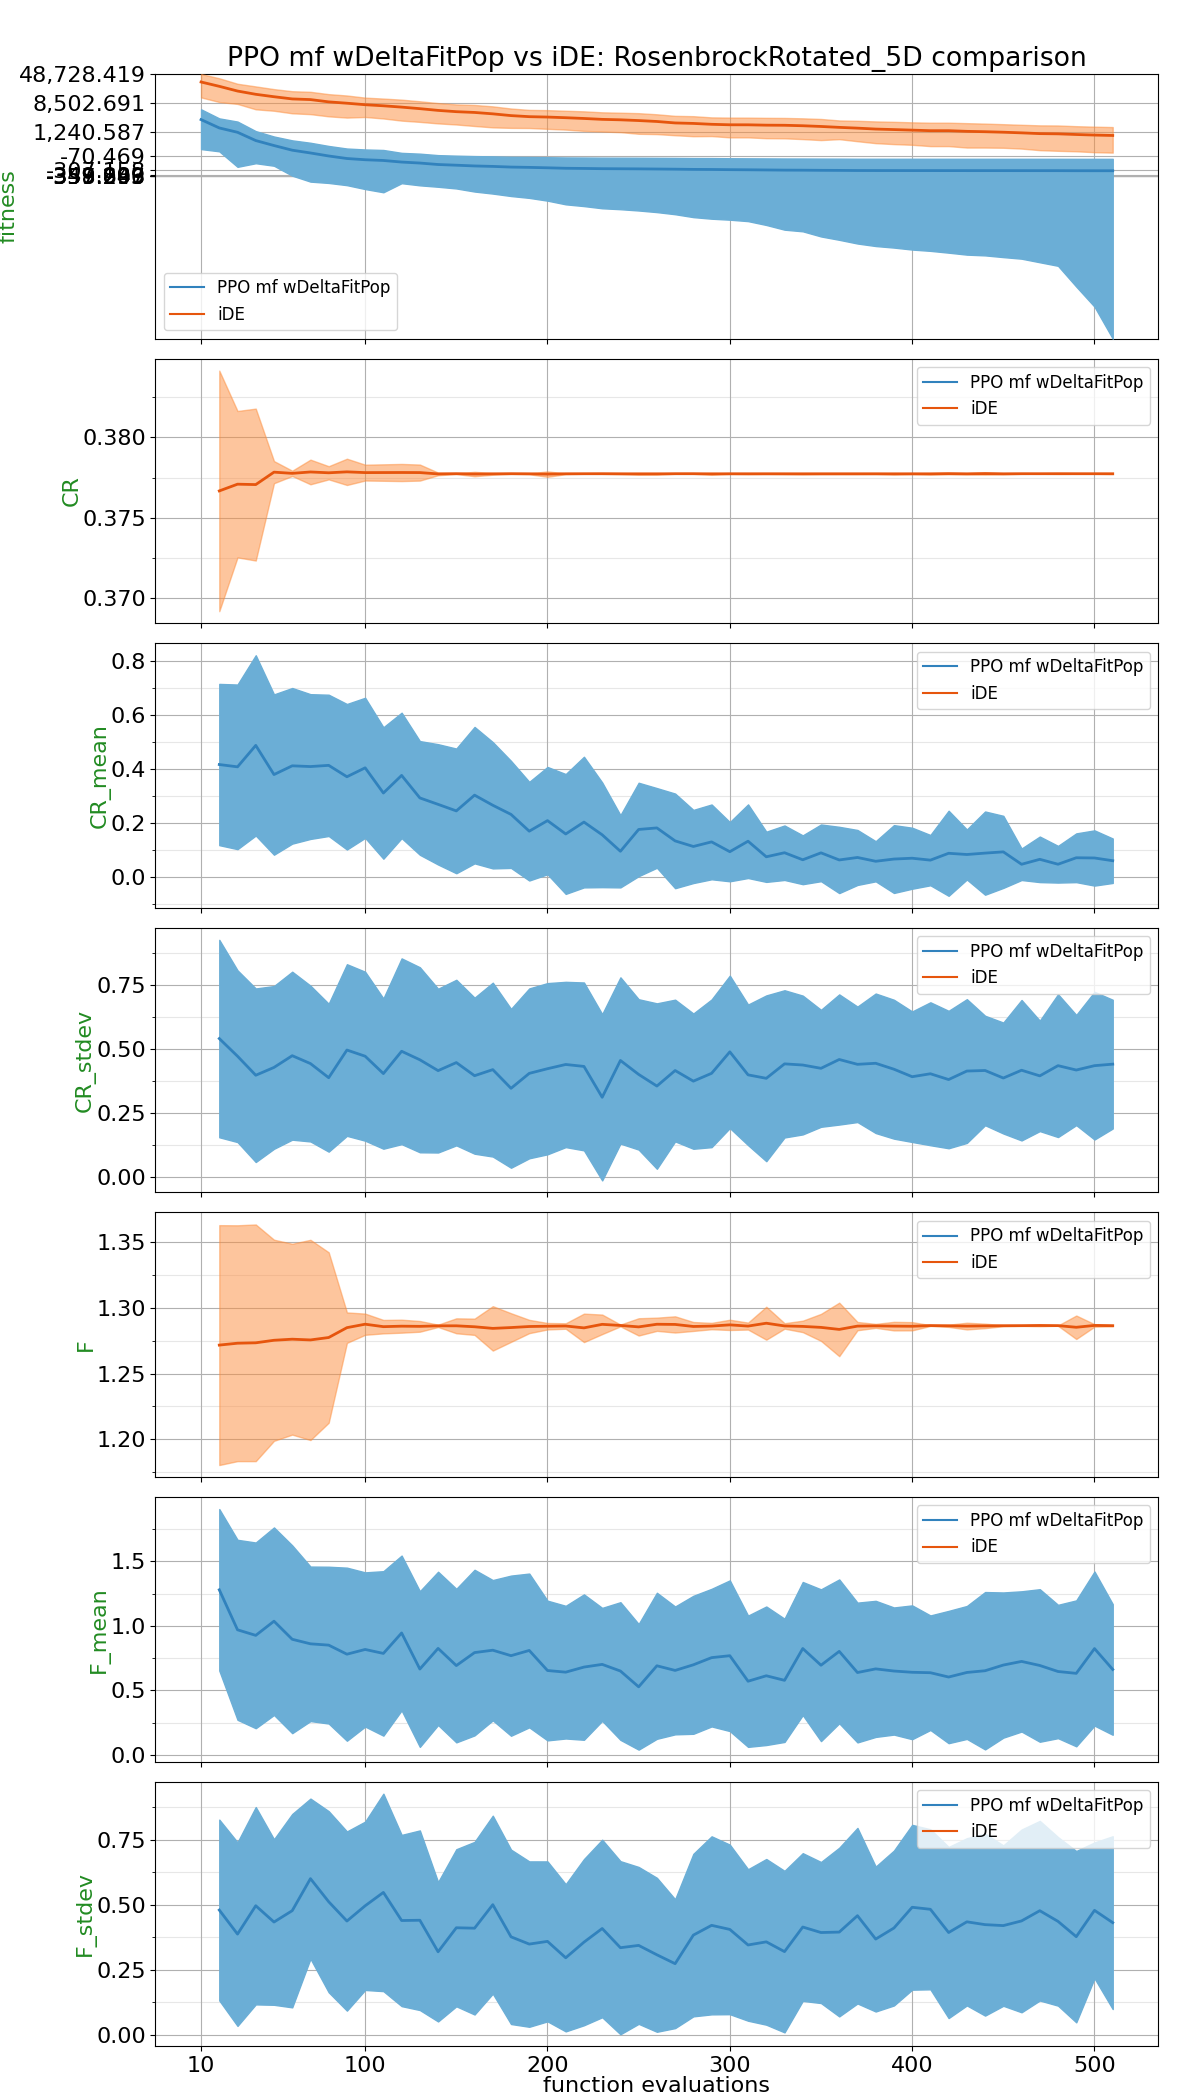 PPO mf wDeltaFitPop vs iDE: RosenbrockRotated_5D comparison
48,728.419
8,502.691
1,240.587
-70.469
fitness
PPO mf wDeltaFitPop
iDE
PPO mf wDeltaFitPop
iDE
0.380
0.375
0.370
CR
PPO mf wDeltaFitPop
iDE
0.8
0.6
0.4
0.2
0.0
CR_mean
PPO mf wDeltaFitPop
iDE
0.75
0.50
0.25
0.00
CR_stdev
PPO mf wDeltaFitPop
iDE
1.35
1.30
1.25
1.20
F
PPO mf wDeltaFitPop
iDE
1.5
1.0
0.5
0.0
F_mean
PPO mf wDeltaFitPop
iDE
0.75
0.50
0.25
0.00
F_stdev
10 100 200 300 400 500
function evaluations